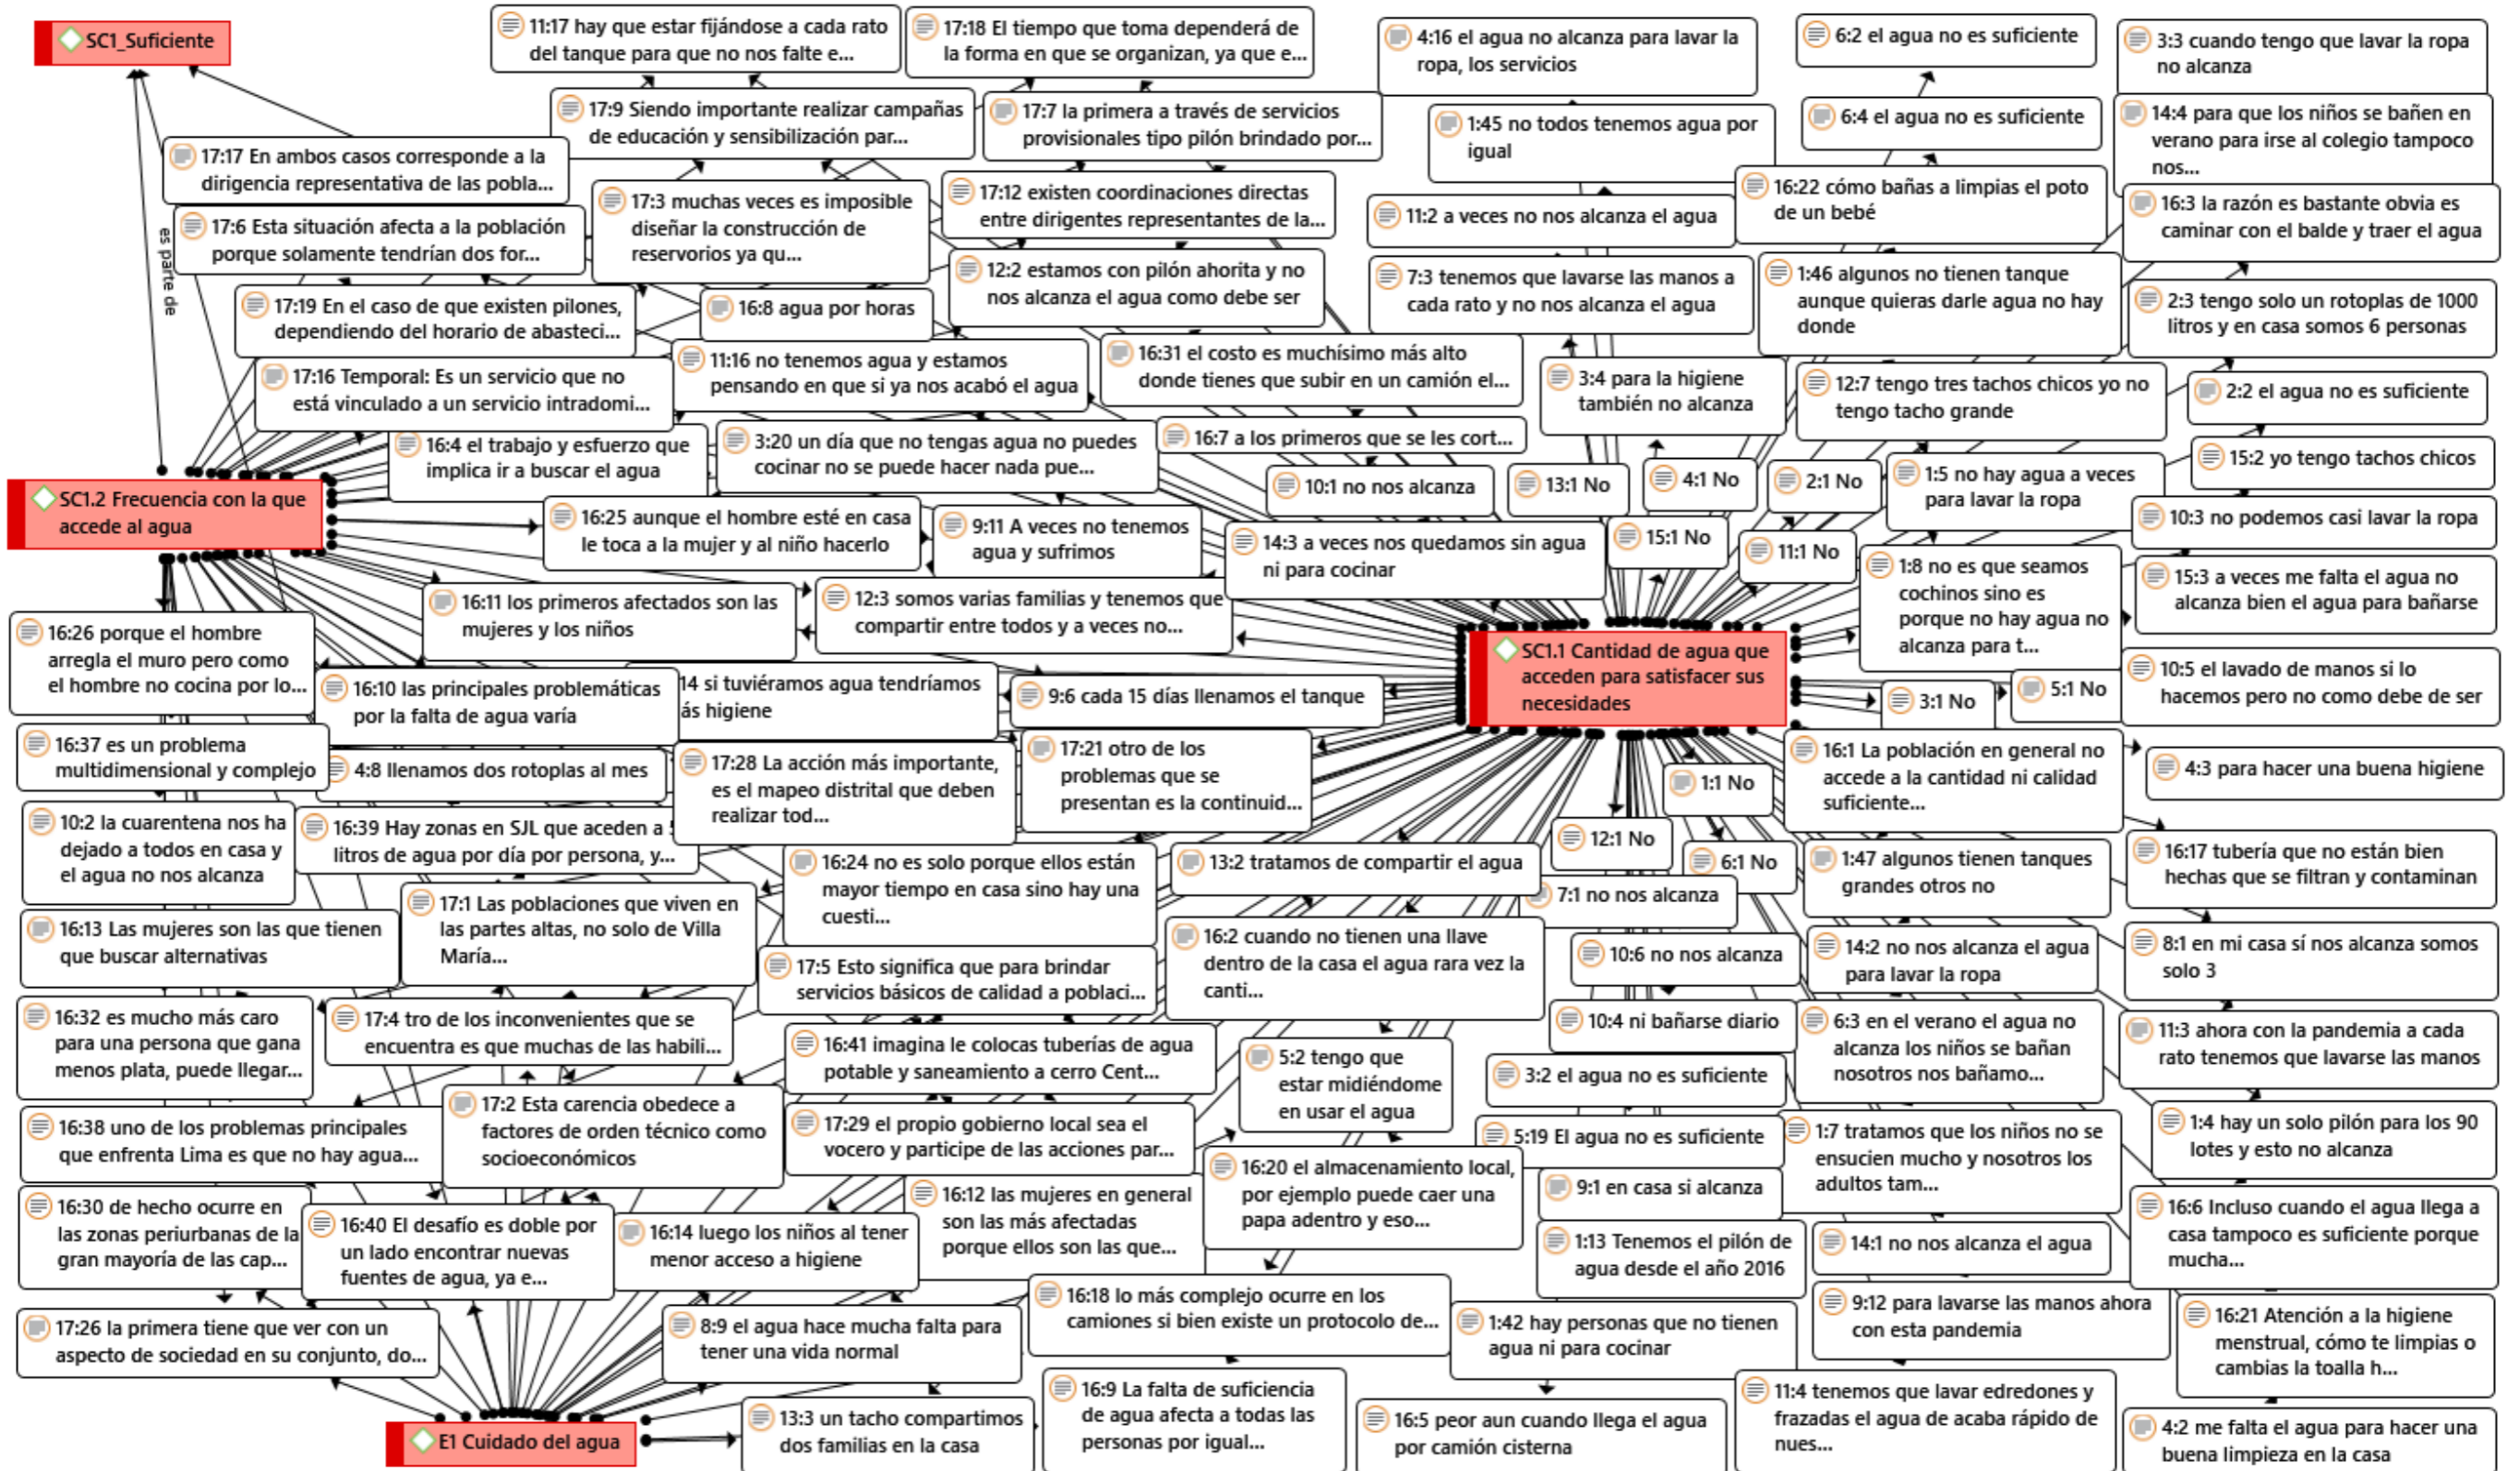 SC1_Suficiente
11:17 hay que estar fijándose a cada rato
del tanque para que no nos falte e...
17:18 El tiempo que toma dependerá de
la forma en que se organizan, ya que e...
4:16 el agua no alcanza para lavar la
ropa, los servicios
6:2 el agua no es suficiente
3:3 cuando tengo que lavar la ropa
no alcanza
17:9 Siendo importante realizar campañas
de educación y sensibilización par...
17:7 la primera a través de servicios
provisionales tipo pilón brindado por...
1:45 no todos tenemos agua por
igual
6:4 el agua no es suficiente
14:4 para que los niños se bañen en
verano para irse al colegio tampoco
nos...
17:17 En ambos casos corresponde a la
dirigencia representativa de las pobla...
17:3 muchas veces es imposible
diseñar la construcción de
reservorios ya qu...
17:12 existen coordinaciones directas
entre dirigentes representantes de la...
11:2 a veces no nos alcanza el agua
16:22 cómo bañas a limpias el poto
de un bebé
16:3 la razón es bastante obvia es
caminar con el balde y traer el agua
es parte de
17:6 Esta situación afecta a la población
porque solamente tendrían dos for...
12:2 estamos con pilón ahorita y no
nos alcanza el agua como debe ser
7:3 tenemos que lavarse las manos a
cada rato y no nos alcanza el agua
1:46 algunos no tienen tanque
aunque quieras darle agua no hay
donde
2:3 tengo solo un rotoplas de 1000
litros y en casa somos 6 personas
17:19 En el caso de que existen pilones,
dependiendo del horario de abasteci...
16:8 agua por horas
11:16 no tenemos agua y estamos
pensando en que si ya nos acabó el agua
16:31 el costo es muchísimo más alto
donde tienes que subir en un camión el...
3:4 para la higiene
también no alcanza
12:7 tengo tres tachos chicos yo no
tengo tacho grande
2:2 el agua no es suficiente
17:16 Temporal: Es un servicio que no
está vinculado a un servicio intradomi...
16:4 el trabajo y esfuerzo que
implica ir a buscar el agua
3:20 un día que no tengas agua no puedes
cocinar no se puede hacer nada pue...
16:7 a los primeros que se les cort...
10:1 no nos alcanza
13:1 No
4:1 No
2:1 No
1:5 no hay agua a veces
para lavar la ropa
15:2 yo tengo tachos chicos
SC1.2 Frecuencia con la que
accede al agua
16:25 aunque el hombre esté en casa
le toca a la mujer y al niño hacerlo
9:11 A veces no tenemos
agua y sufrimos
14:3 a veces nos quedamos sin agua
ni para cocinar
15:1 No
11:1 No
10:3 no podemos casi lavar la ropa
1:8 no es que seamos
cochinos sino es
porque no hay agua no
alcanza para t...
15:3 a veces me falta el agua no
alcanza bien el agua para bañarse
16:11 los primeros afectados son las
mujeres y los niños
12:3 somos varias familias y tenemos que
compartir entre todos y a veces no...
16:26 porque el hombre
arregla el muro pero como
el hombre no cocina por lo...
16:10 las principales problemáticas
por la falta de agua varía
14 si tuviéramos agua tendríamos
ás higiene
9:6 cada 15 días llenamos el tanque
SC1.1 Cantidad de agua que
acceden para satisfacer sus
necesidades
3:1 No
5:1 No
10:5 el lavado de manos si lo
hacemos pero no como debe de ser
16:37 es un problema
multidimensional y complejo
4:8 llenamos dos rotoplas al mes
17:28 La acción más importante,
es el mapeo distrital que deben
realizar tod...
17:21 otro de los
problemas que se
presentan es la continuid...
1:1 No
16:1 La población en general no
accede a la cantidad ni calidad
suficiente...
4:3 para hacer una buena higiene
10:2 la cuarentena nos ha
dejado a todos en casa y
el agua no nos alcanza
16:39 Hay zonas en SJL que aceden a
litros de agua por día por persona, y...
16:24 no es solo porque ellos están
mayor tiempo en casa sino hay una
cuesti...
13:2 tratamos de compartir el agua
12:1 No
6:1 No
1:47 algunos tienen tanques
grandes otros no
16:17 tubería que no están bien
hechas que se filtran y contaminan
17:1 Las poblaciones que viven en
las partes altas, no solo de Villa
María...
7:1 no nos alcanza
16:13 Las mujeres son las que tienen
que buscar alternativas
17:5 Esto significa que para brindar
servicios básicos de calidad a poblaci...
16:2 cuando no tienen una llave
dentro de la casa el agua rara vez la
canti...
10:6 no nos alcanza
14:2 no nos alcanza el agua
para lavar la ropa
8:1 en mi casa sí nos alcanza somos
solo 3
16:32 es mucho más caro
para una persona que gana
menos plata, puede llegar...
17:4 tro de los inconvenientes que se
encuentra es que muchas de las habili...
16:41 imagina le colocas tuberías de agua
potable y saneamiento a cerro Cent...
5:2 tengo que
estar midiéndome
en usar el agua
10:4 ni bañarse diario
6:3 en el verano el agua no
alcanza los niños se bañan
nosotros nos bañamo...
11:3 ahora con la pandemia a cada
rato tenemos que lavarse las manos
3:2 el agua no es suficiente
16:38 uno de los problemas principales
que enfrenta Lima es que no hay agua...
17:2 Esta carencia obedece a
factores de orden técnico como
socioeconómicos
17:29 el propio gobierno local sea el
vocero y participe de las acciones par...
5:19 El agua no es suficiente
1:7 tratamos que los niños no se
ensucien mucho y nosotros los
adultos tam...
1:4 hay un solo pilón para los 90
lotes y esto no alcanza
16:20 el almacenamiento local,
por ejemplo puede caer una
papa adentro y eso...
9:1 en casa si alcanza
16:30 de hecho ocurre en
las zonas periurbanas de la
gran mayoría de las cap...
16:40 El desafío es doble por
un lado encontrar nuevas
fuentes de agua, ya e...
16:14 luego los niños al tener
menor acceso a higiene
16:12 las mujeres en general
son las más afectadas
porque ellos son las que...
1:13 Tenemos el pilón de
agua desde el año 2016
14:1 no nos alcanza el agua
16:6 Incluso cuando el agua llega a
casa tampoco es suficiente porque
mucha...
17:26 la primera tiene que ver con un
aspecto de sociedad en su conjunto, do...
8:9 el agua hace mucha falta para
tener una vida normal
16:18 lo más complejo ocurre en los
camiones si bien existe un protocolo de...
1:42 hay personas que no tienen
agua ni para cocinar
9:12 para lavarse las manos ahora
con esta pandemia
16:21 Atención a la higiene
menstrual, cómo te limpias o
cambias la toalla h...
E1 Cuidado del agua
13:3 un tacho compartimos
dos familias en la casa
16:9 La falta de suficiencia
de agua afecta a todas las
personas por igual...
16:5 peor aun cuando llega el agua
por camión cisterna
11:4 tenemos que lavar edredones y
frazadas el agua de acaba rápido de
nues...
4:2 me falta el agua para hacer una
buena limpieza en la casa